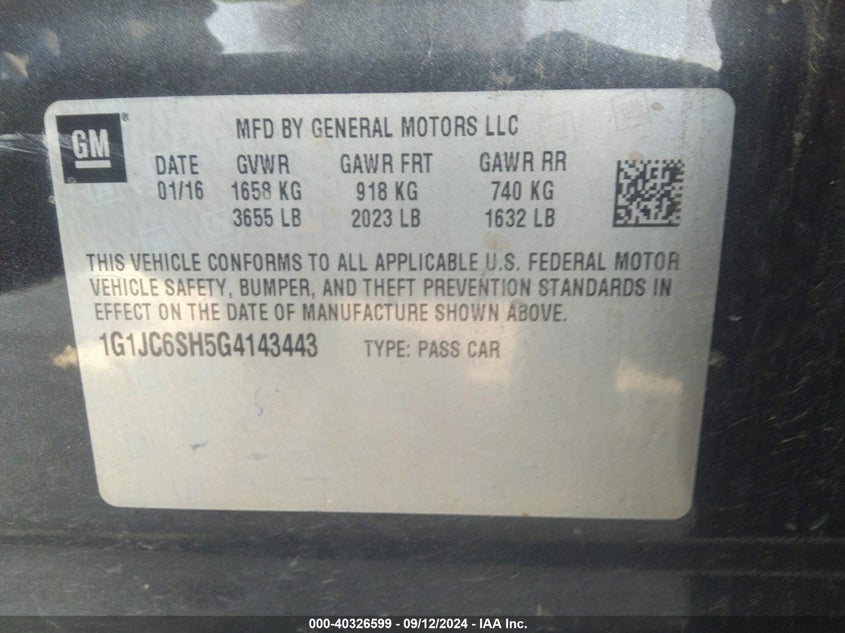 GM
MFD BY GENERAL MOTORS LLC
DATE GVWR GAWR FRT GAWR RR
01/16 1658 KG 918 KG 740 KG
3655 LB 2023 LB 1632 LB
THIS VEHICLE CONFORMS TO ALL APPLICABLE U.S. FEDERAL MOTOR
VEHICLE SAFETY, BUMPER, AND THEFT PREVENTION STANDARDS IN
EFFECT ON THE DATE OF MANUFACTURE SHOWN ABOVE.
1G1JC6SH5G4143443 TYPE: PASS CAR
000-40326599 - 09/12/2024 - IAA Inc.